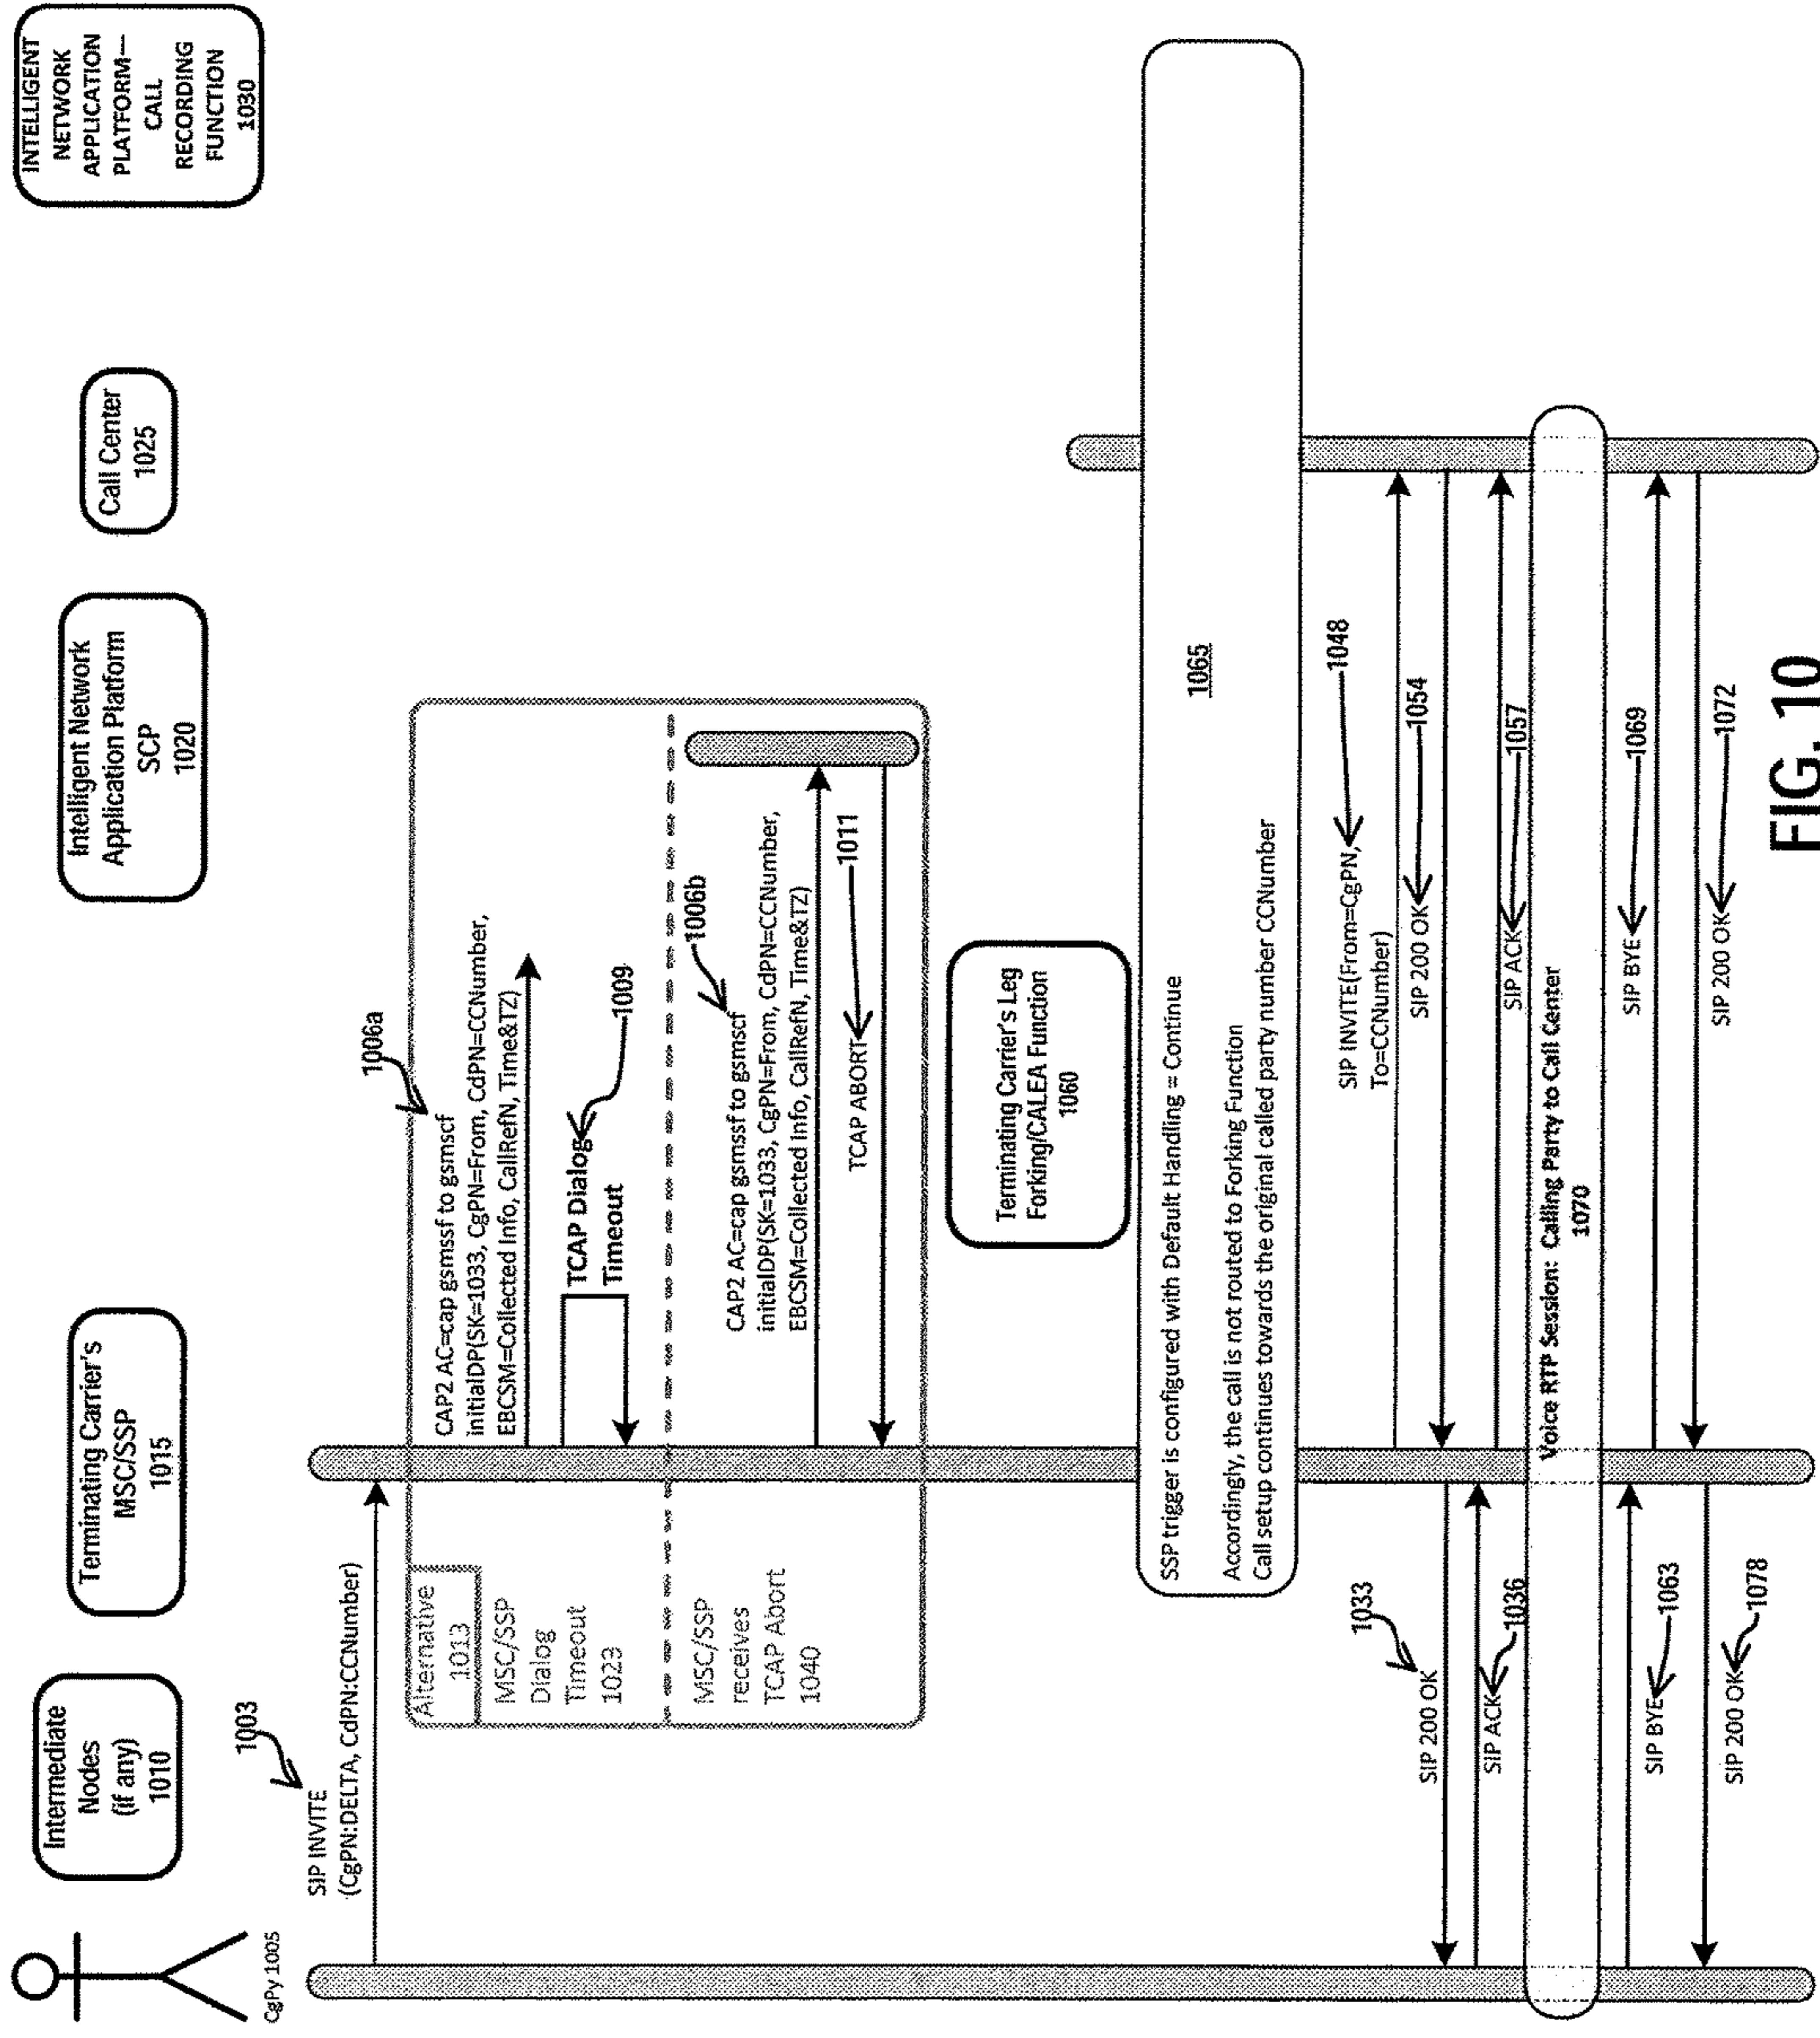 CgPy 1005
Intermediate
Nodes
(if any)
1010
Terminating Carrier's
MSC/SSP
1015
Intelligent Network
Application Platform
SCP
1020
Call Center
1025
INTELLIGENT
NETWORK
APPLICATION
PLATFORM—
CALL
RECORDING
FUNCTION
1030
SIP INVITE
(CgPN:DELTA, CdPN:CCNumber)
1003
Alternative
1013
MSC/SSP
Dialog
Timeout
1023
1006a
CAP2 AC=cap gsmssf to gsmscf
initialDP(SK=1033, CgPN=From, CdPN=CCNumber,
EBCSM=Collected Info, CallRefN, Time&TZ)
TCAP Dialog
Timeout
1009
MSC/SSP
receives
TCAP Abort
1040
1006b
CAP2 AC=cap gsmssf to gsmscf
initialDP(SK=1033, CgPN=From, CdPN=CCNumber,
EBCSM=Collected Info, CallRefN, Time&TZ)
TCAP ABORT
1011
Terminating Carrier's Leg
Forking/CALEA Function
1060
SSP trigger is configured with Default Handling = Continue
1065
Accordingly, the call is not routed to Forking Function
Call setup continues towards the original called party number CCNumber
SIP INVITE(From=CgPN,
To=CCNumber)
1048
SIP 200 OK
1054
SIP 200 OK
1033
SIP ACK
1036
SIP ACK
1057
Voice RTP Session: Calling Party to Call Center
1070
SIP BYE
1063
SIP BYE
1069
SIP 200 OK
1078
SIP 200 OK
1072
FIG. 10